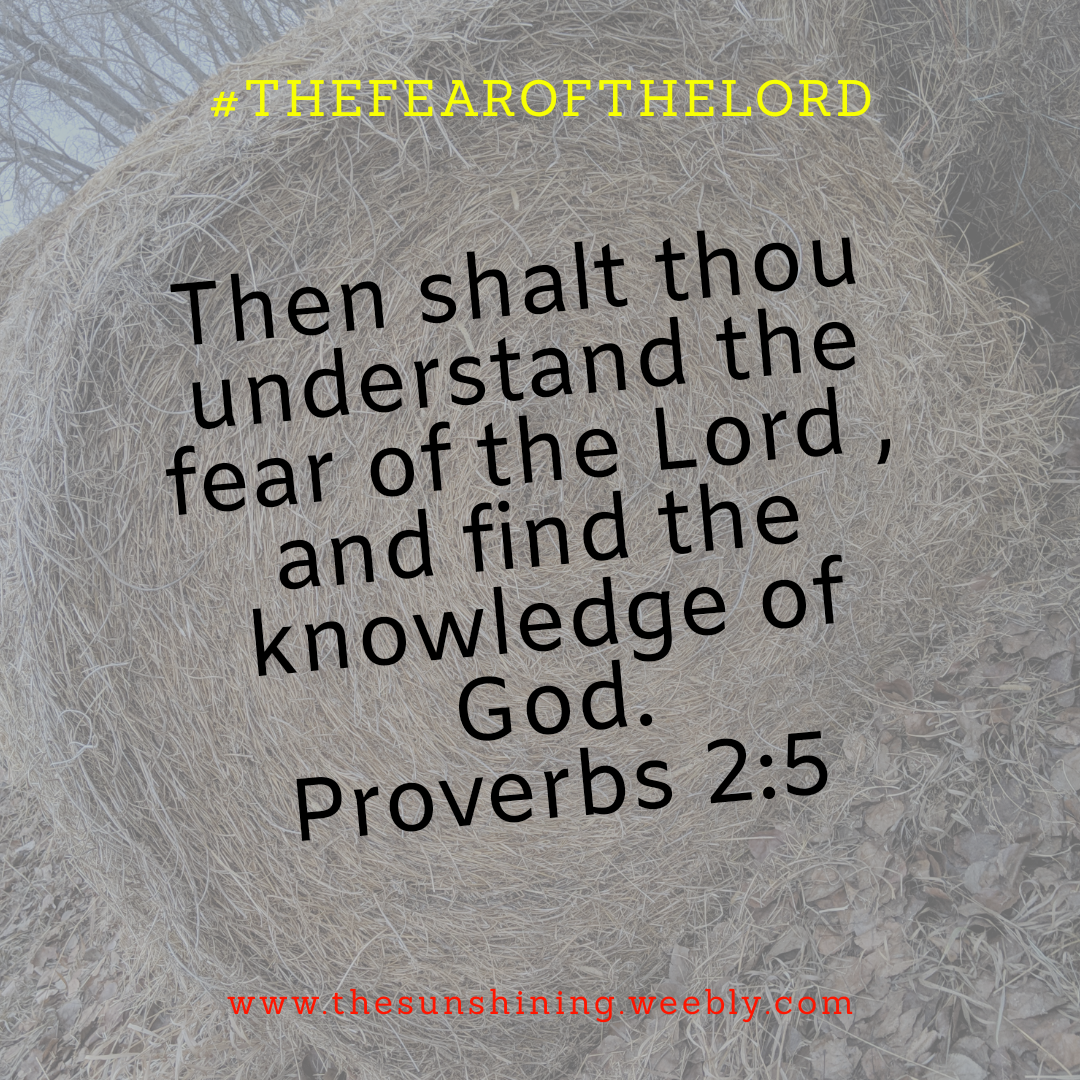 #THEFEAROFTHELORD
Then shalt thou
understand the
fear of the Lord ,
and find the
knowledge of
God.
Proverbs 2:5
www.thesunshining.weebly.com